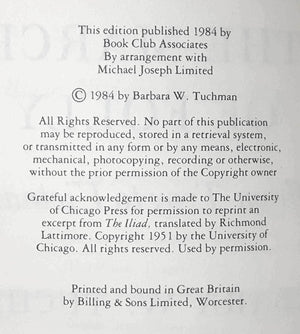 This edition published 1984 by
Book Club Associates
By arrangement with
Michael Joseph Limited
© 1984 by Barbara W. Tuchman
All Rights Reserved. No part of this publication
may be reproduced, stored in a retrieval system,
or transmitted in any form or by any means, electronic,
mechanical, photocopying, recording or otherwise,
without the prior permission of the Copyright owner
Grateful acknowledgement is made to The University
of Chicago Press for permission to reprint an
excerpt from The Iliad, translated by Richmond
Lattimore. Copyright 1951 by the University of
Chicago. All rights reserved. Used by permission.
Printed and bound in Great Britain
by Billing & Sons Limited, Worcester.